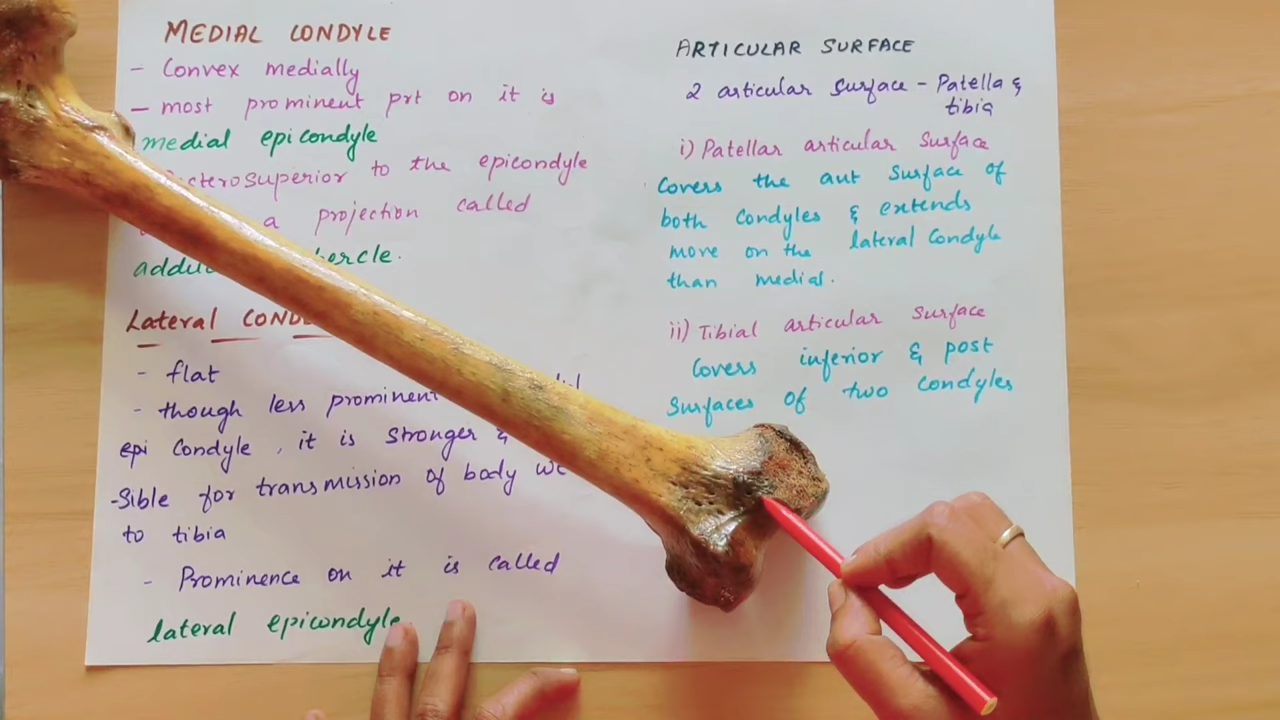 MEDIAL CONDYLE
- Convex medially
- most prominent prt on it is
medial epicondyle
to the epicondyle
a projection called
Lateral
- flat
- though less prominent
epi Condyle, it is stronger &
-Sible for transmission of body
to tibia
- Prominence on it is called
lateral epicondyle.
ARTICULAR SURFACE
2 articular surface - Patella &
tibia
i) Patellar articular Surface
Covers the ant Surface of
both Condyles & extends
more on the lateral Condyle
than medial.
ii) Tibial articular surface
Covers inferior & post
Surfaces of two Condyles